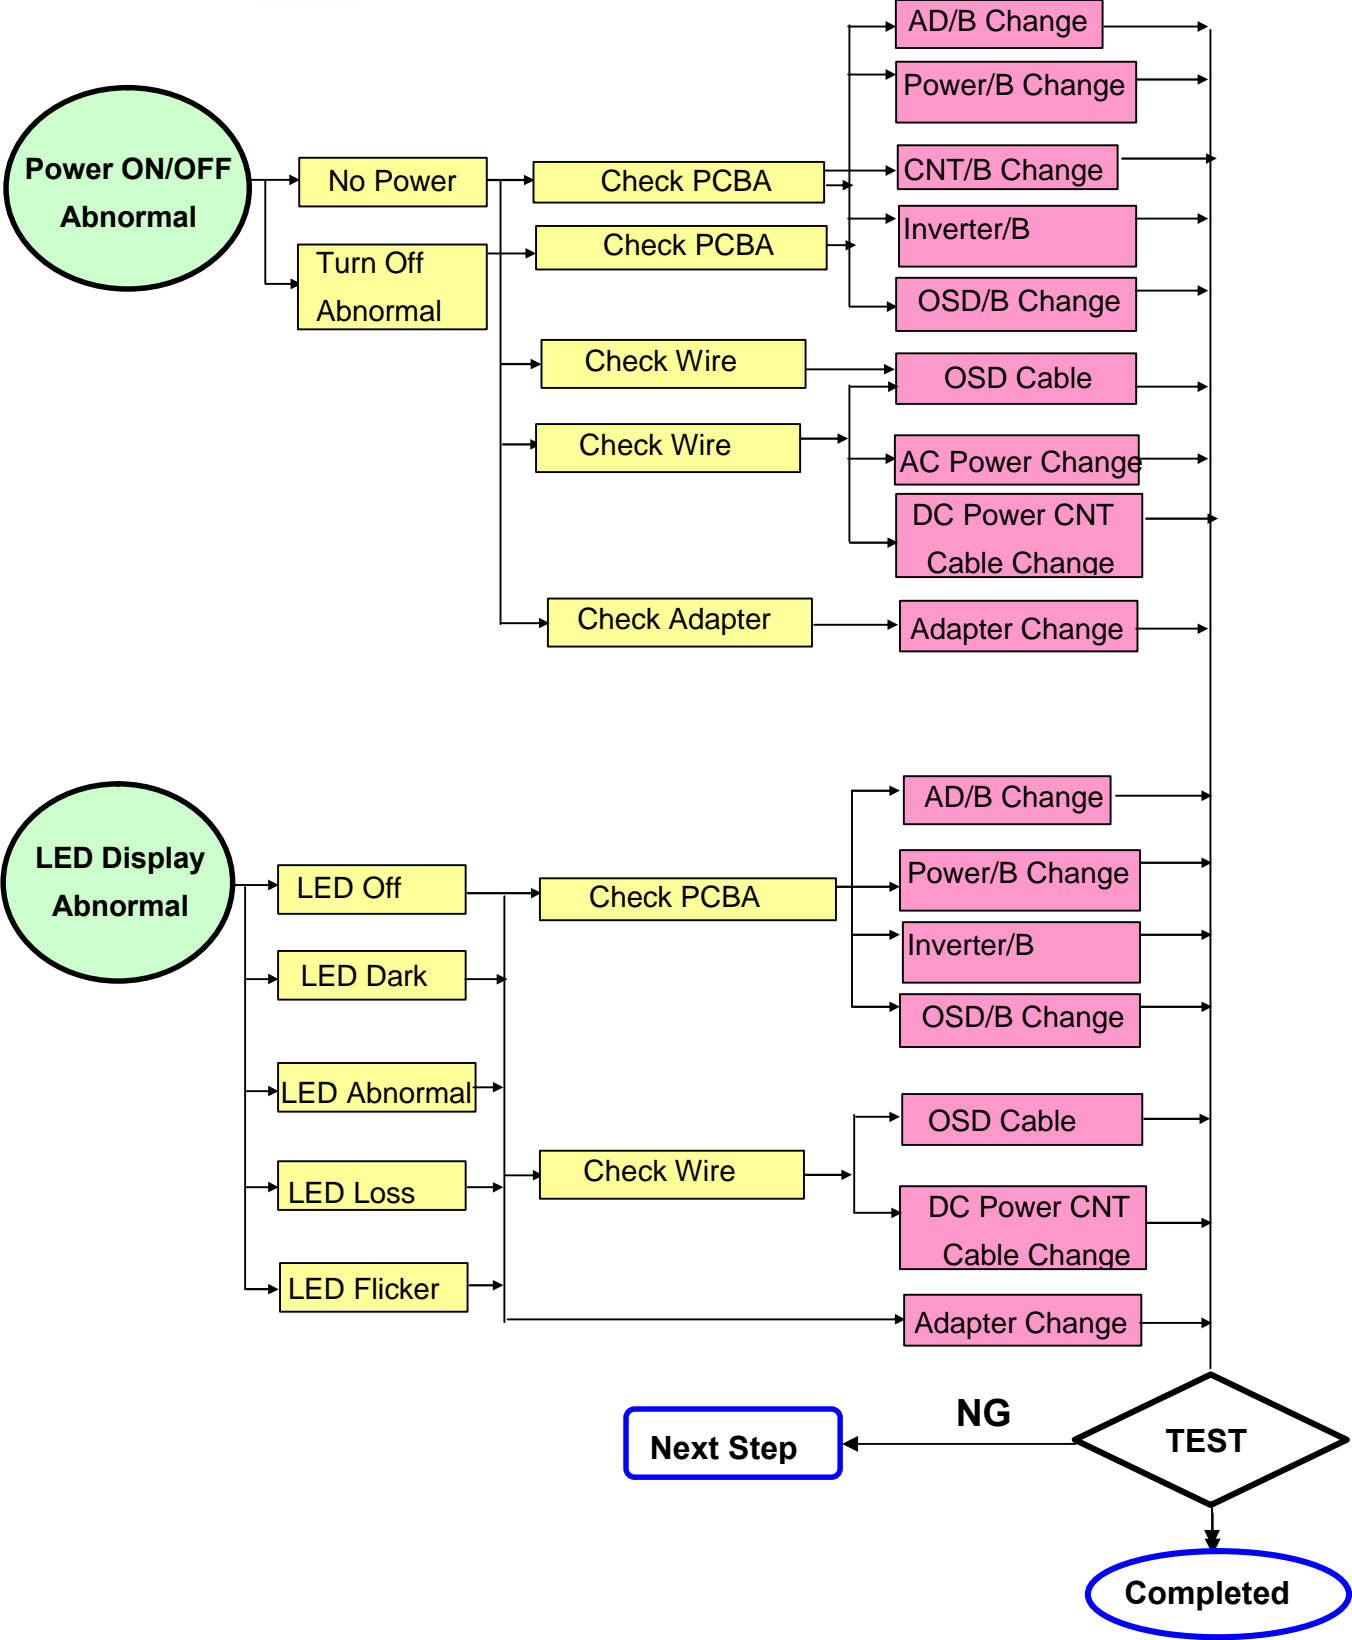 AD/B Change
Power/B Change
Power ON/OFF
Abnormal
No Power
Check PCBA
CNT/B Change
Turn Off
Abnormal
Check PCBA
Inverter/B
OSD/B Change
Check Wire
OSD Cable
Check Wire
AC Power Change
DC Power CNT
Cable Change
Check Adapter
Adapter Change
LED Display
Abnormal
AD/B Change
LED Off
Check PCBA
Power/B Change
LED Dark
Inverter/B
OSD/B Change
LED Abnormal
OSD Cable
LED Loss
Check Wire
DC Power CNT
Cable Change
LED Flicker
Adapter Change
NG
Next Step
TEST
Completed